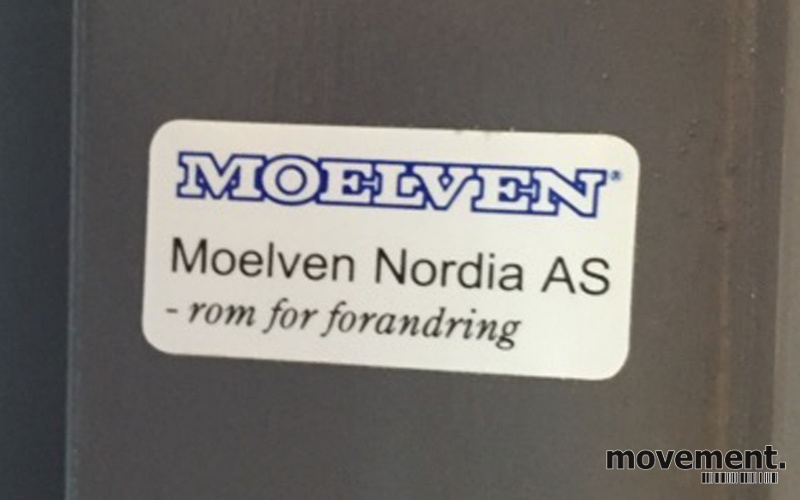 MOELVEN®
Moelven Nordia AS
- rom for forandring
movement.